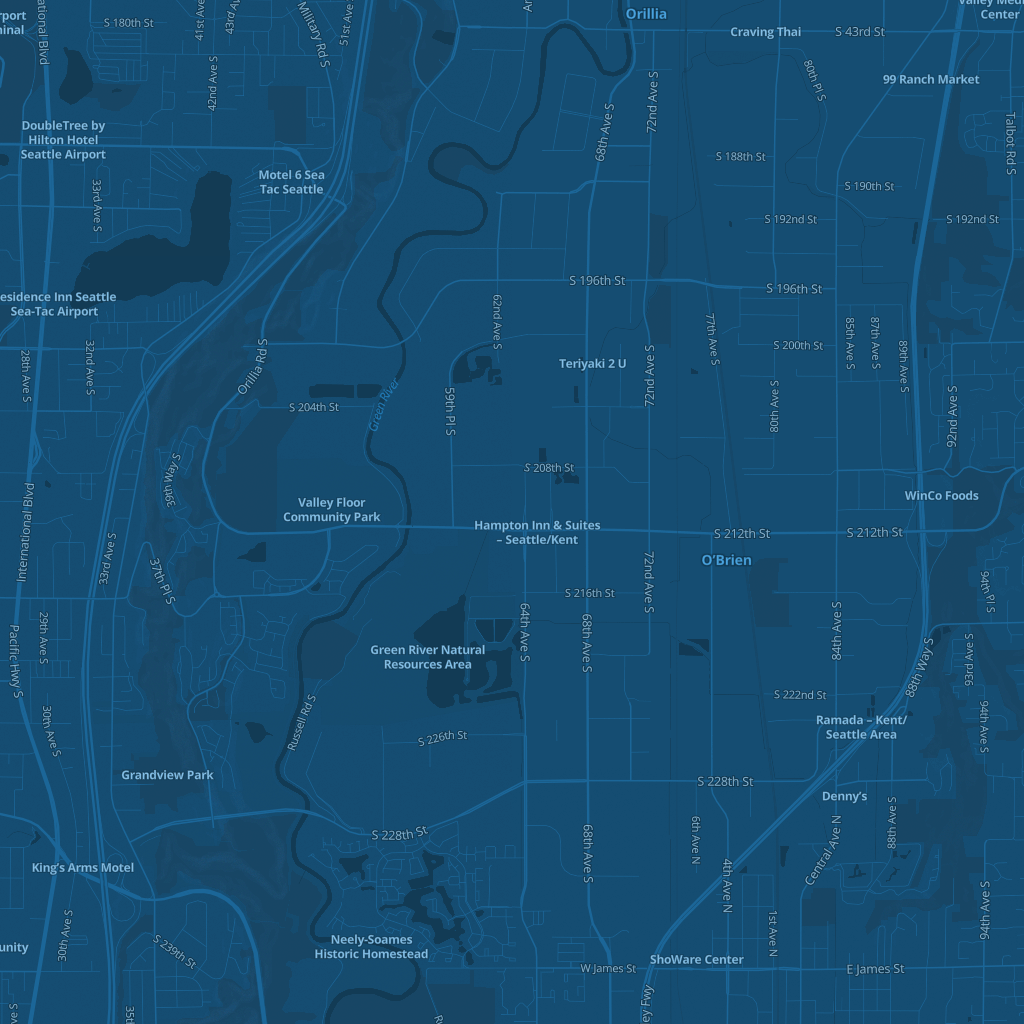 Orillia
Valley Med
Center
S 180th St
41st Ave S
43rd A
Military Rd S
51st Ave S
Craving Thai
S 43rd St
42nd Ave S
80th Pl S
99 Ranch Market
68th Ave S
72nd Ave S
Talbot Rd S
DoubleTree by
Hilton Hotel
Seattle Airport
Motel 6 Sea
Tac Seattle
33rd Ave S
S 188th St
S 190th St
S 192nd St
S 192nd St
S 196th St
S 196th St
esidence Inn Seattle
Sea-Tac Airport
62nd Ave S
77th Ave S
85th Ave S
87th Ave S
89th Ave S
S 200th St
28th Ave S
32nd Ave S
Orillia Rd S
Teriyaki 2 U
72nd Ave S
80th Ave S
92nd Ave S
Green River
59th Pl S
S 204th St
39th Way S
S 208th St
Valley Floor
Community Park
WinCo Foods
Hampton Inn & Suites
– Seattle/Kent
S 212th St
S 212th St
International Blvd
33rd Ave S
37th Pl S
O'Brien
72nd Ave S
S 216th St
94th Pl S
29th Ave S
64th Ave S
68th Ave S
84th Ave S
Pacific Hwy S
Green River Natural
Resources Area
88th Way S
93rd Ave S
S 222nd St
30th Ave S
Russell Rd S
S 226th St
Ramada – Kent/
Seattle Area
94th Ave S
Grandview Park
S 228th St
Denny's
S 228th St
68th Ave S
6th Ave N
Central Ave N
88th Ave S
King's Arms Motel
4th Ave N
1st Ave N
94th Ave S
30th Ave S
S 239th St
Neely-Soames
Historic Homestead
ShoWare Center
W James St
E James St
ey Fwy
35t